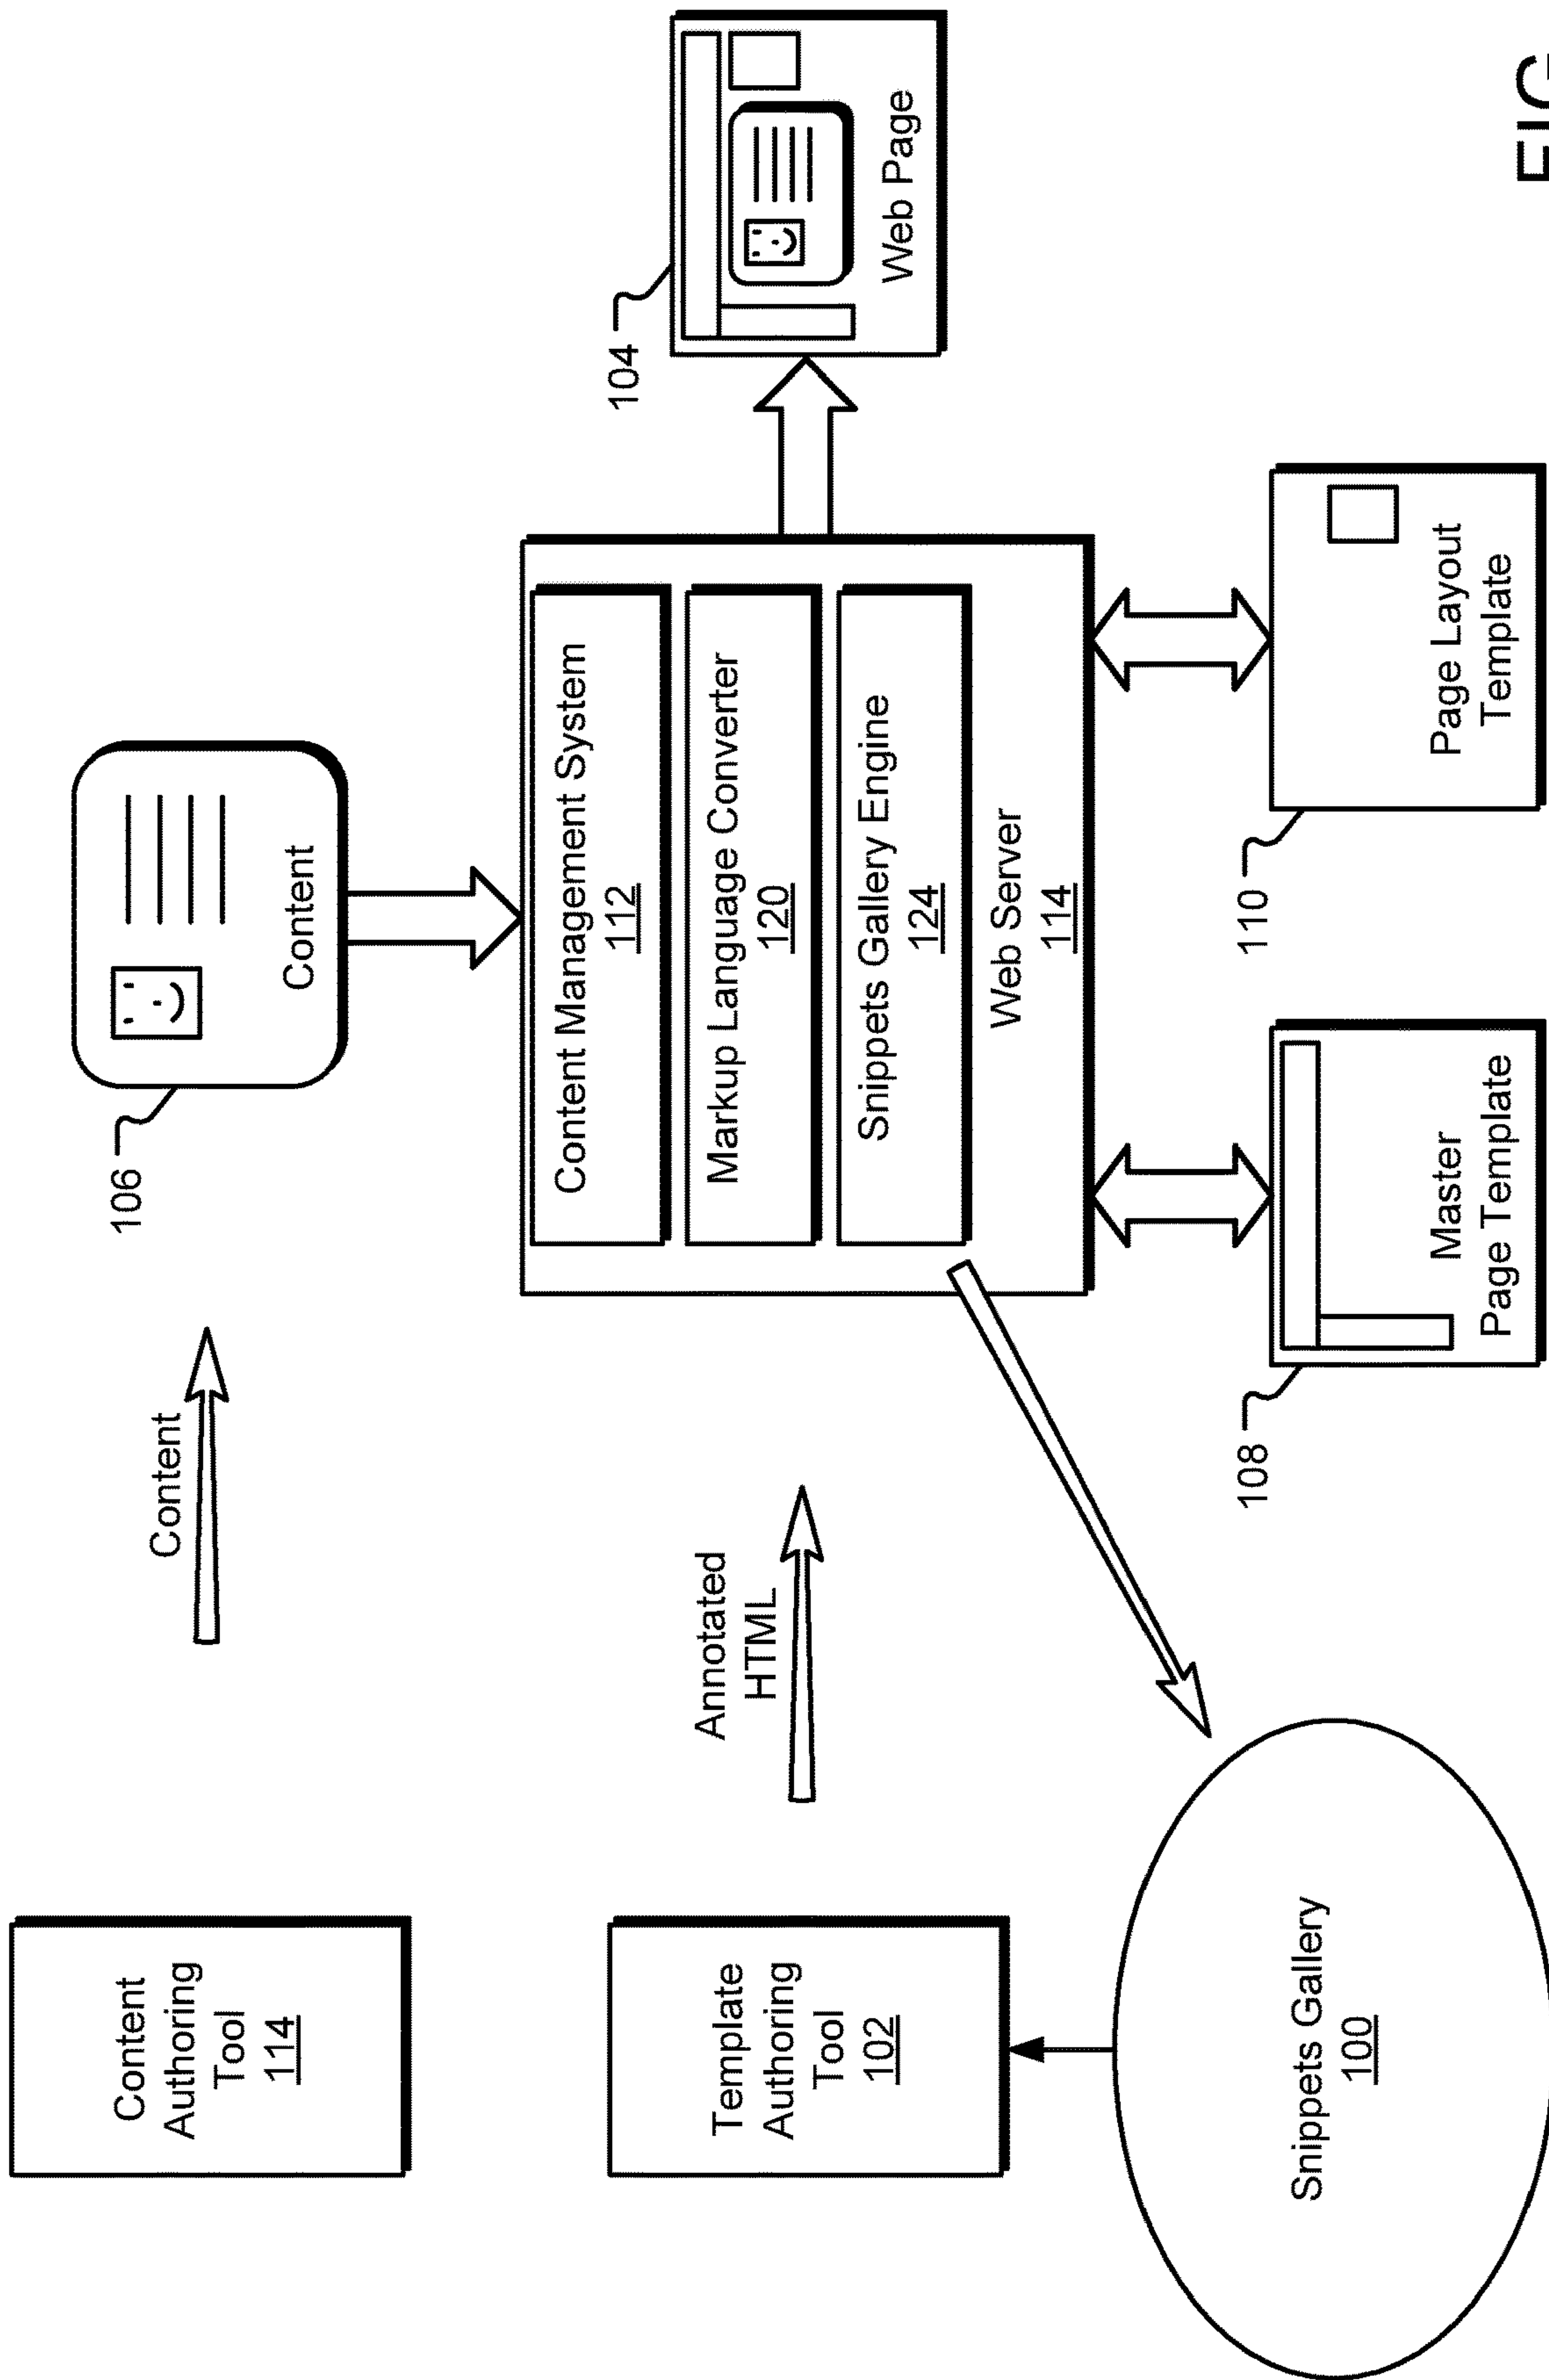 Content
Authoring
Tool
114
Content
106
Content
Template
Authoring
Tool
102
Annotated
HTML
Content Management System
112
Markup Language Converter
120
Snippets Gallery Engine
124
Web Server
114
104
Web Page
Snippets Gallery
100
108
Master
Page Template
110
Page Layout
Template
FIG